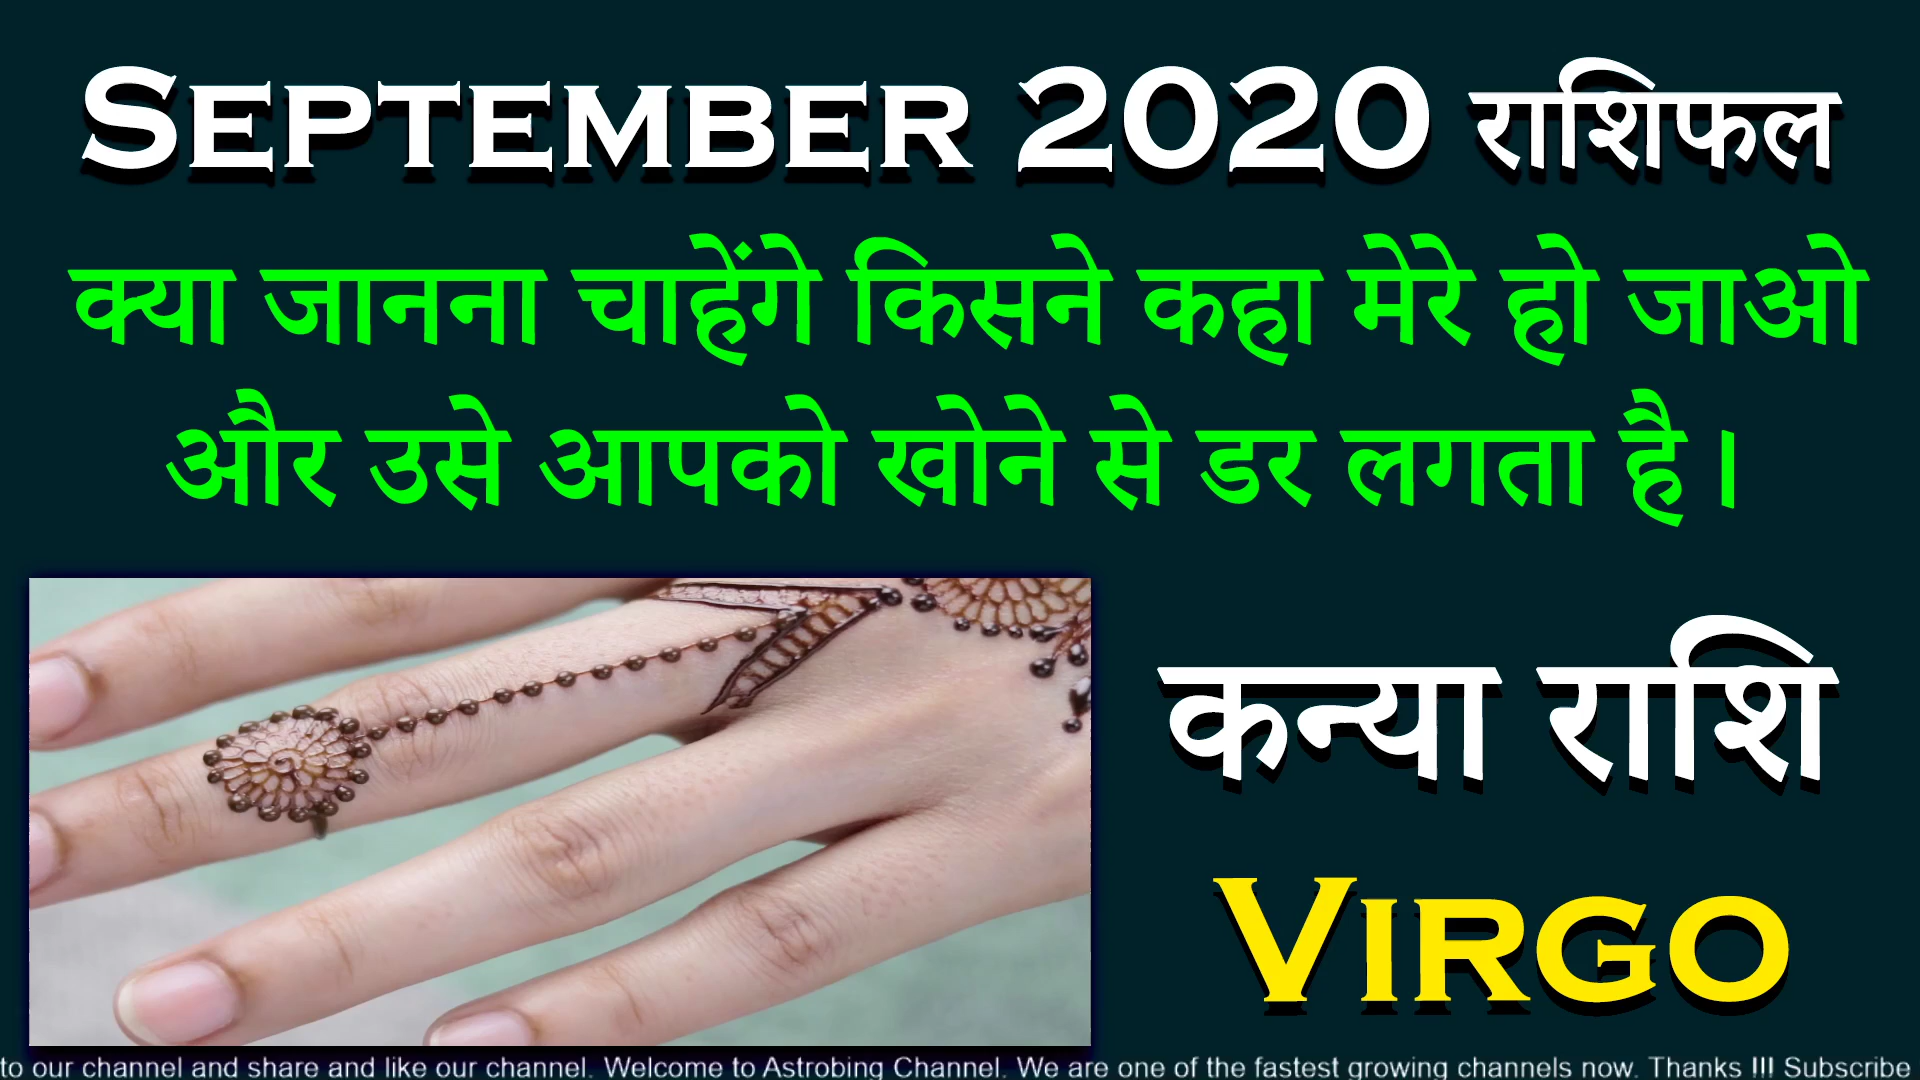 September 2020 राशिफल
क्या जानना चाहेंगे किसने कहा मेरे हो जाओ
और उसे आपको खोने से डर लगता है।
कन्या राशि
Virgo
to our channel and share and like our channel. Welcome to Astrobing Channel. We are one of the fastest growing channels now. Thanks !!! Subscribe